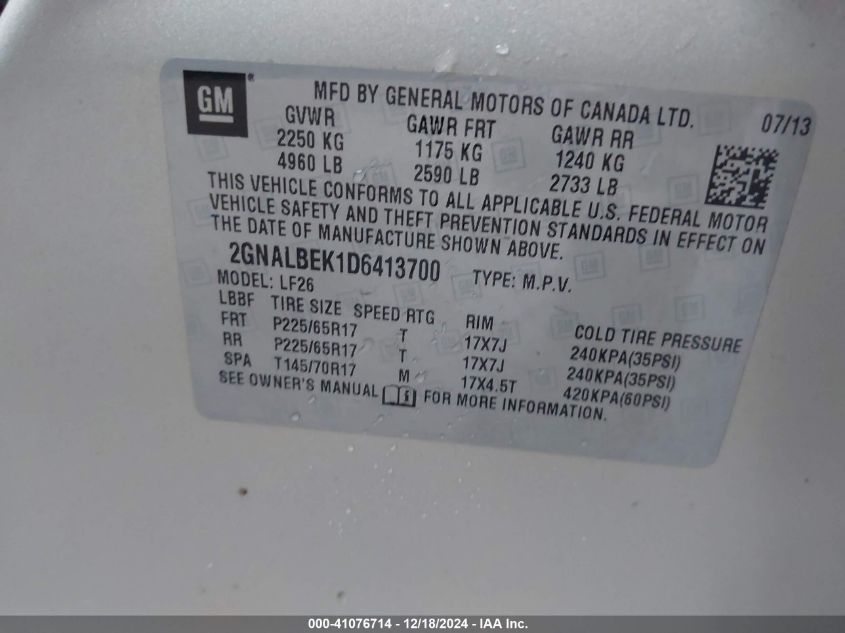 GM ®
MFD BY GENERAL MOTORS OF CANADA LTD. 07/13
GVWR GAWR FRT GAWR RR
2250 KG 1175 KG 1240 KG
4960 LB 2590 LB 2733 LB
THIS VEHICLE CONFORMS TO ALL APPLICABLE U.S. FEDERAL MOTOR
VEHICLE SAFETY AND THEFT PREVENTION STANDARDS IN EFFECT ON
THE DATE OF MANUFACTURE SHOWN ABOVE.
2GNALBEK1D6413700 TYPE: M.P.V.
MODEL: LF26
LBBF TIRE SIZE SPEED RTG RIM COLD TIRE PRESSURE
FRT P225/65R17 T 17X7J 240KPA(35PSI)
RR P225/65R17 T 17X7J 240KPA(35PSI)
SPA T145/70R17 M 17X4.5T 420KPA(60PSI)
SEE OWNER'S MANUAL i FOR MORE INFORMATION.
000-41076714 - 12/18/2024 - IAA Inc.